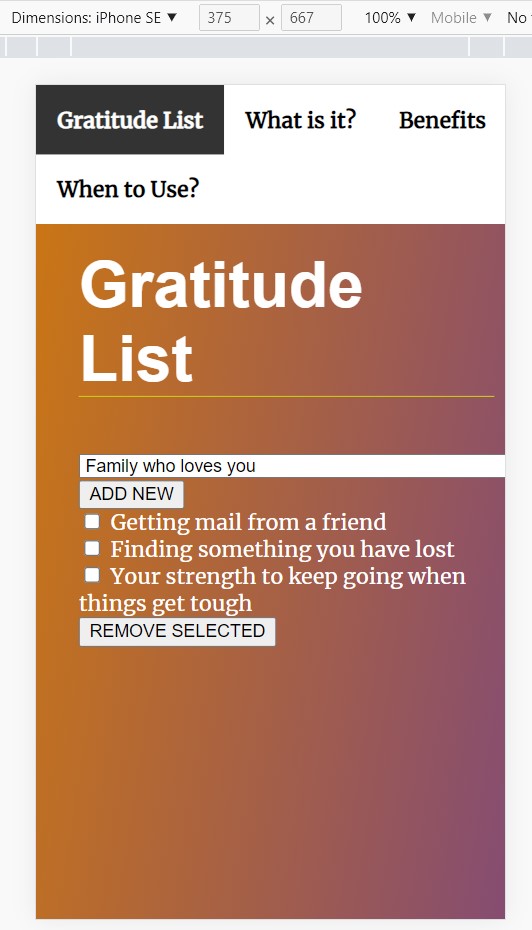 Dimensions: iPhone SE ▼ 375 × 667 100% ▼ Mobile ▼ No
Gratitude List What is it? Benefits
When to Use?
Gratitude
List
Family who loves you
ADD NEW
Getting mail from a friend
Finding something you have lost
Your strength to keep going when
things get tough
REMOVE SELECTED